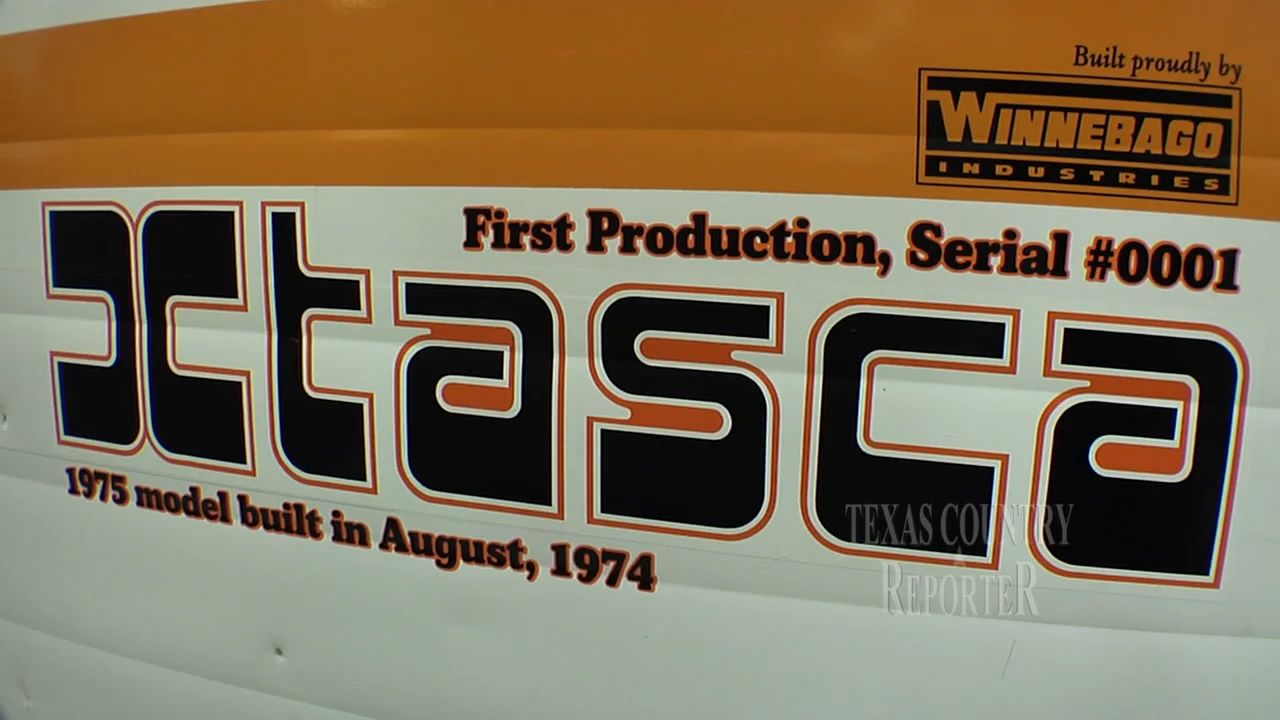 Built proudly by
WINNEBAGO
INDUSTRIES
First Production, Serial #0001
Itasca
1975 model built in August, 1974
TEXAS COUNTRY
REPORTER